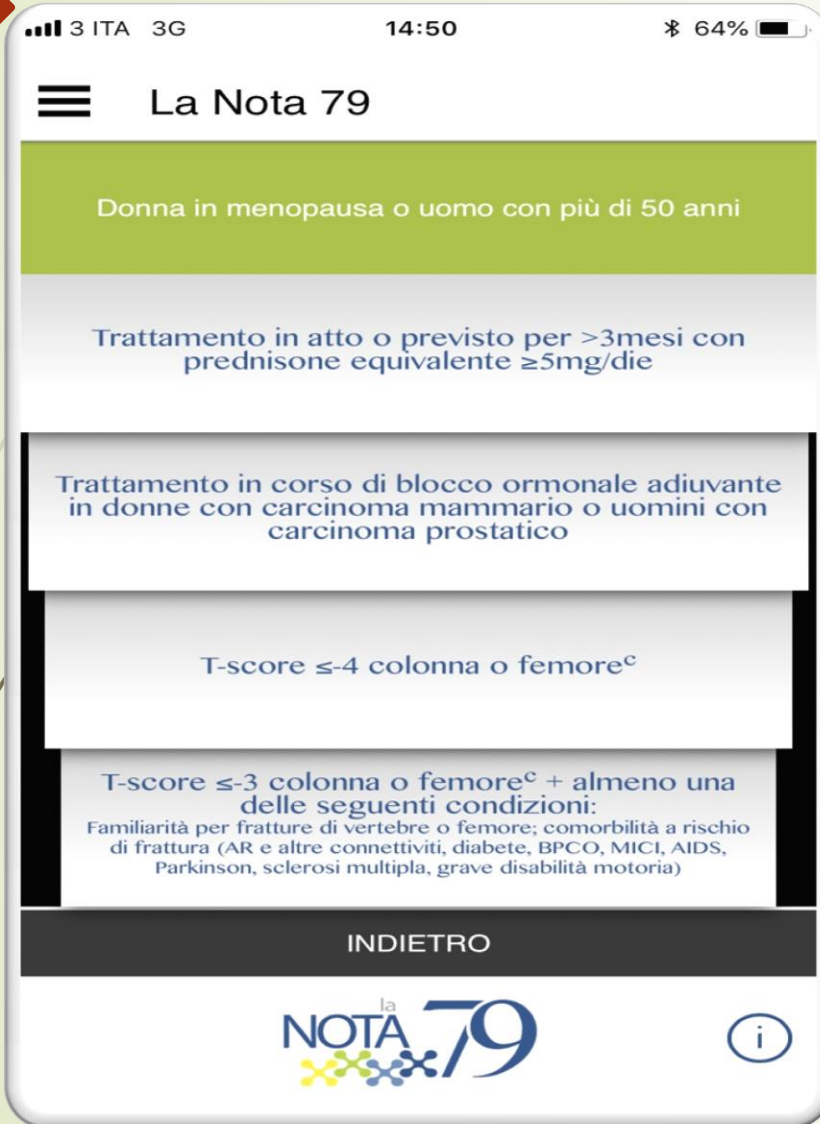 3 ITA 3G 14:50 64%
La Nota 79
Donna in menopausa o uomo con più di 50 anni
Trattamento in atto o previsto per >3mesi con
prednisone equivalente ≥5mg/die
Trattamento in corso di blocco ormonale adiuvante
in donne con carcinoma mammario o uomini con
carcinoma prostatico
T-score ≤-4 colonna o femoreᶜ
T-score ≤-3 colonna o femoreᶜ + almeno una
delle seguenti condizioni:
Familiarità per fratture di vertebre o femore; comorbilità a rischio
di frattura (AR e altre connettiviti, diabete, BPCO, MICI, AIDS,
Parkinson, sclerosi multipla, grave disabilità motoria)
INDIETRO
la
NOTA 79
i